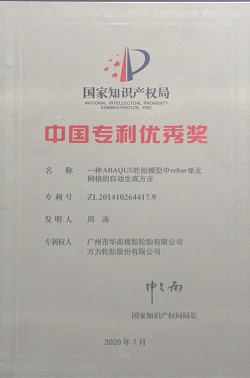 国家知识产权局
NATIONAL INTELLECTUAL PROPERTY
ADMINISTRATION, PRC
中国专利优秀奖
名 称 一种ABAQUS轮胎模型中rebar单元
网格的自动生成方法
专 利 号 ZL201410264417.9
发 明 人 周 涛
专利权人 广州市华南橡胶轮胎有限公司
万力轮胎股份有限公司
国家知识产权局局长
2020 年 7 月